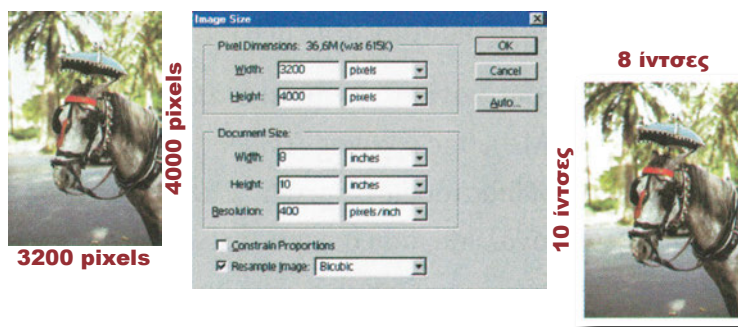 4000 pixels
3200 pixels
Image Size
Pixel Dimensions: 36,6M (was 615K)
Width: 3200 pixels
Height: 4000 pixels
Document Size:
Width: 8 inches
Height: 10 inches
Resolution: 400 pixels/inch
Constrain Proportions
Resample Image: Bicubic
OK
Cancel
Auto...
8 ίντσες
10 ίντσες